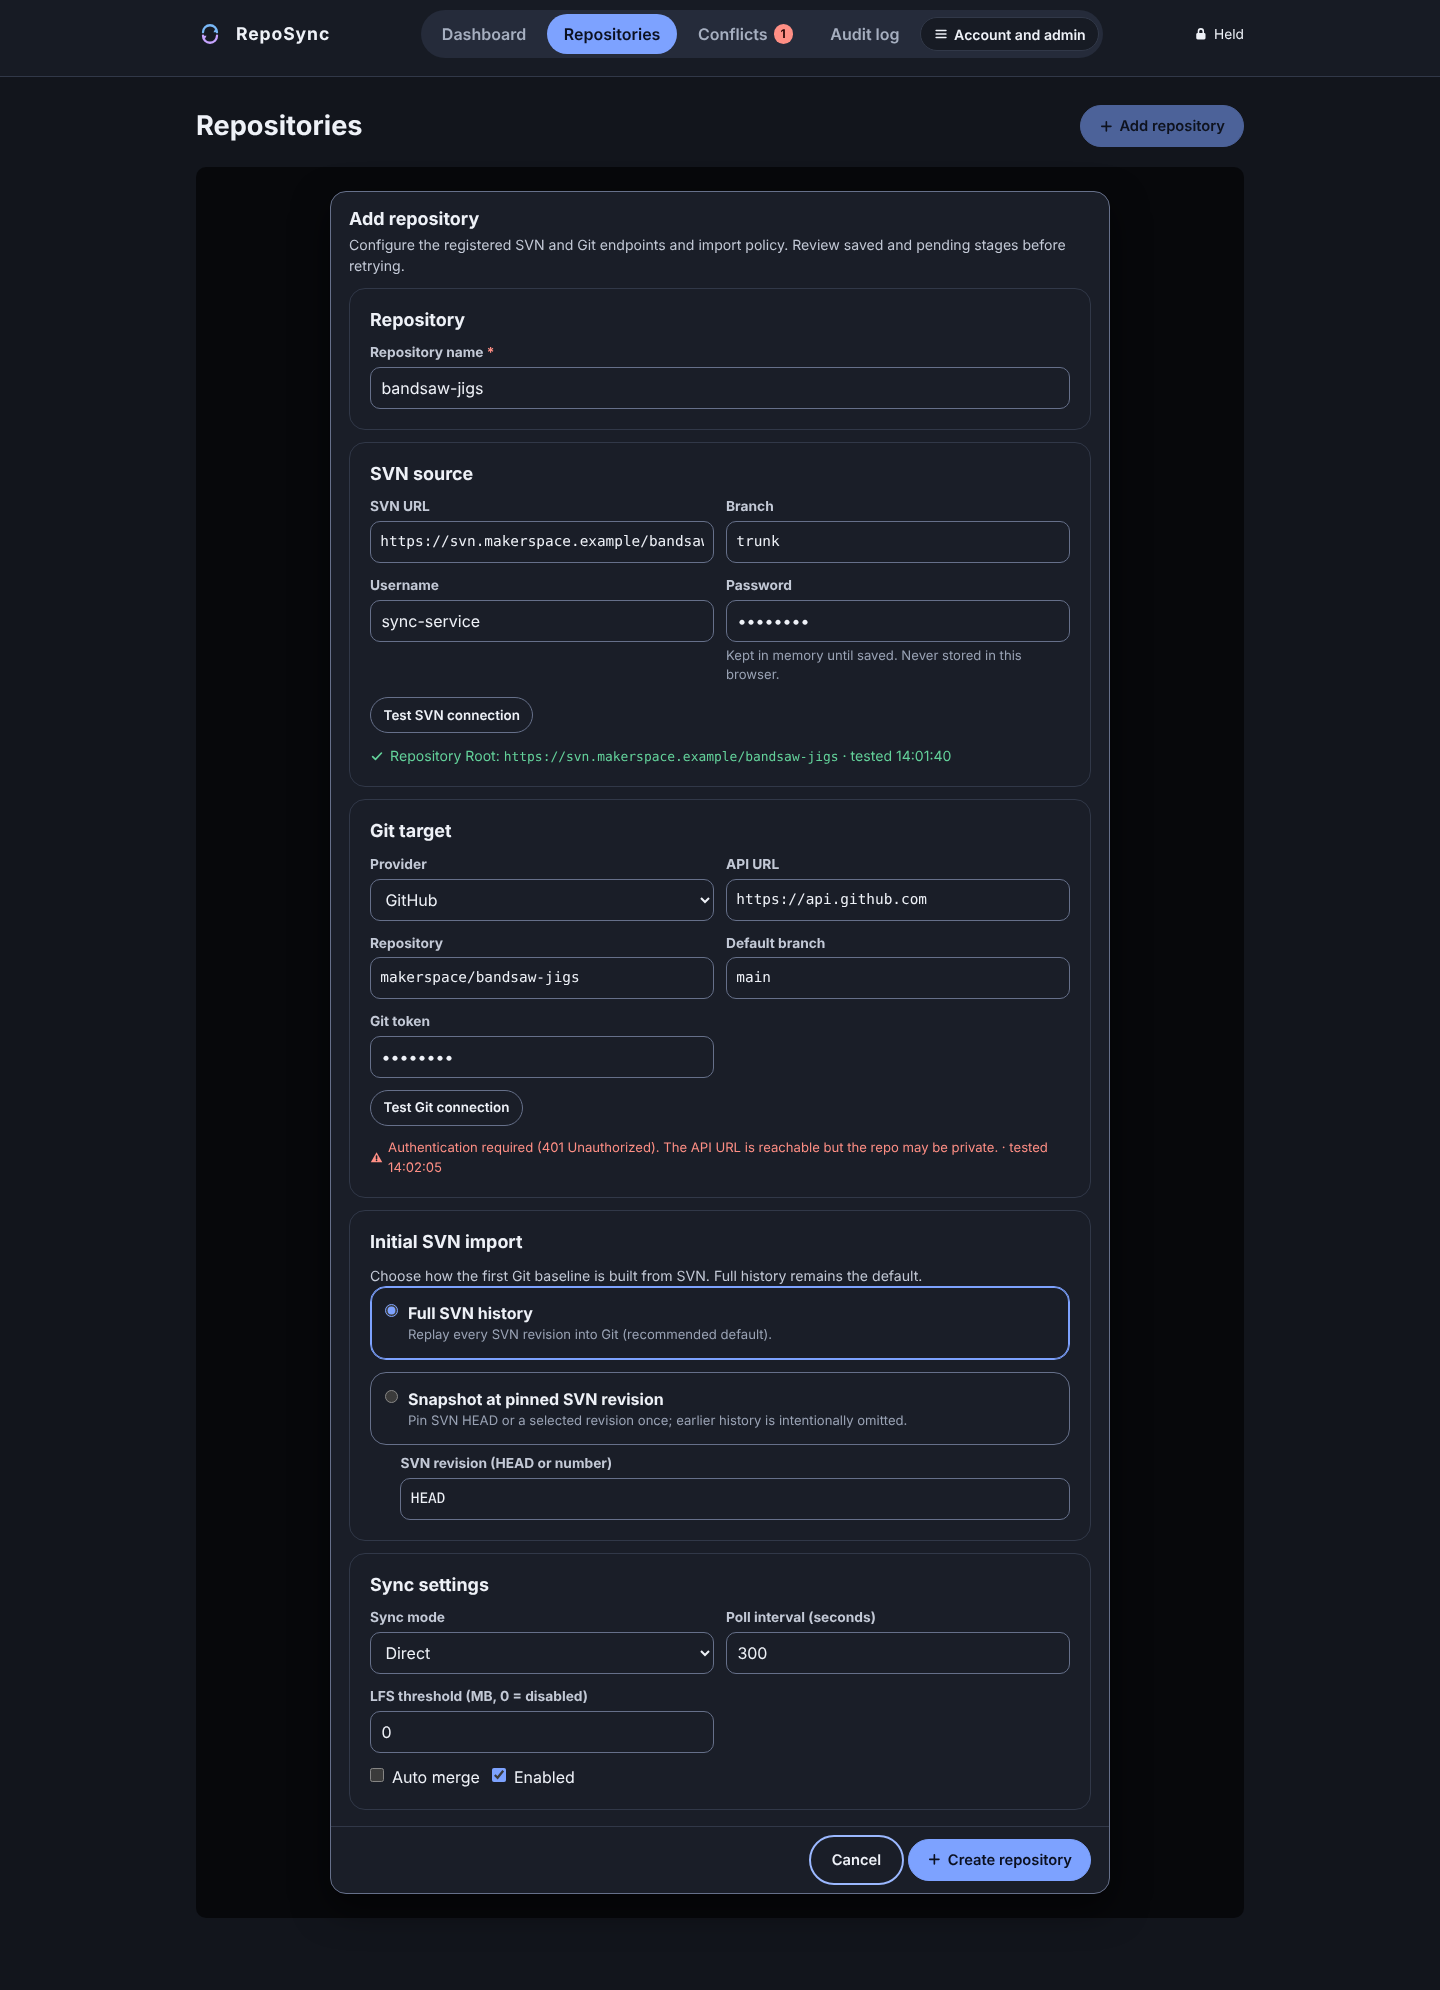 RepoSync
Dashboard
Repositories
Conflicts 1
Audit log
Account and admin
Held
Repositories
+ Add repository
Add repository
Configure the registered SVN and Git endpoints and import policy. Review saved and pending stages before
retrying.
Repository
Repository name *
bandsaw-jigs
SVN source
SVN URL
Branch
https://svn.makerspace.example/bandsaw
trunk
Username
Password
sync-service
••••••••
Kept in memory until saved. Never stored in this
browser.
Test SVN connection
Repository Root: https://svn.makerspace.example/bandsaw-jigs · tested 14:01:40
Git target
Provider
API URL
GitHub
https://api.github.com
Repository
Default branch
makerspace/bandsaw-jigs
main
Git token
••••••••
Test Git connection
Authentication required (401 Unauthorized). The API URL is reachable but the repo may be private. · tested
14:02:05
Initial SVN import
Choose how the first Git baseline is built from SVN. Full history remains the default.
Full SVN history
Replay every SVN revision into Git (recommended default).
Snapshot at pinned SVN revision
Pin SVN HEAD or a selected revision once; earlier history is intentionally omitted.
SVN revision (HEAD or number)
HEAD
Sync settings
Sync mode
Poll interval (seconds)
Direct
300
LFS threshold (MB, 0 = disabled)
0
Auto merge
Enabled
Cancel
+ Create repository